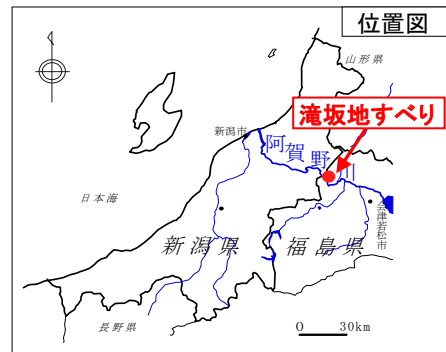 位置図
山形県
滝坂地すべり
新潟市
阿賀野川
日本海
会津若松市
新潟県
福島県
長野県
0 30km